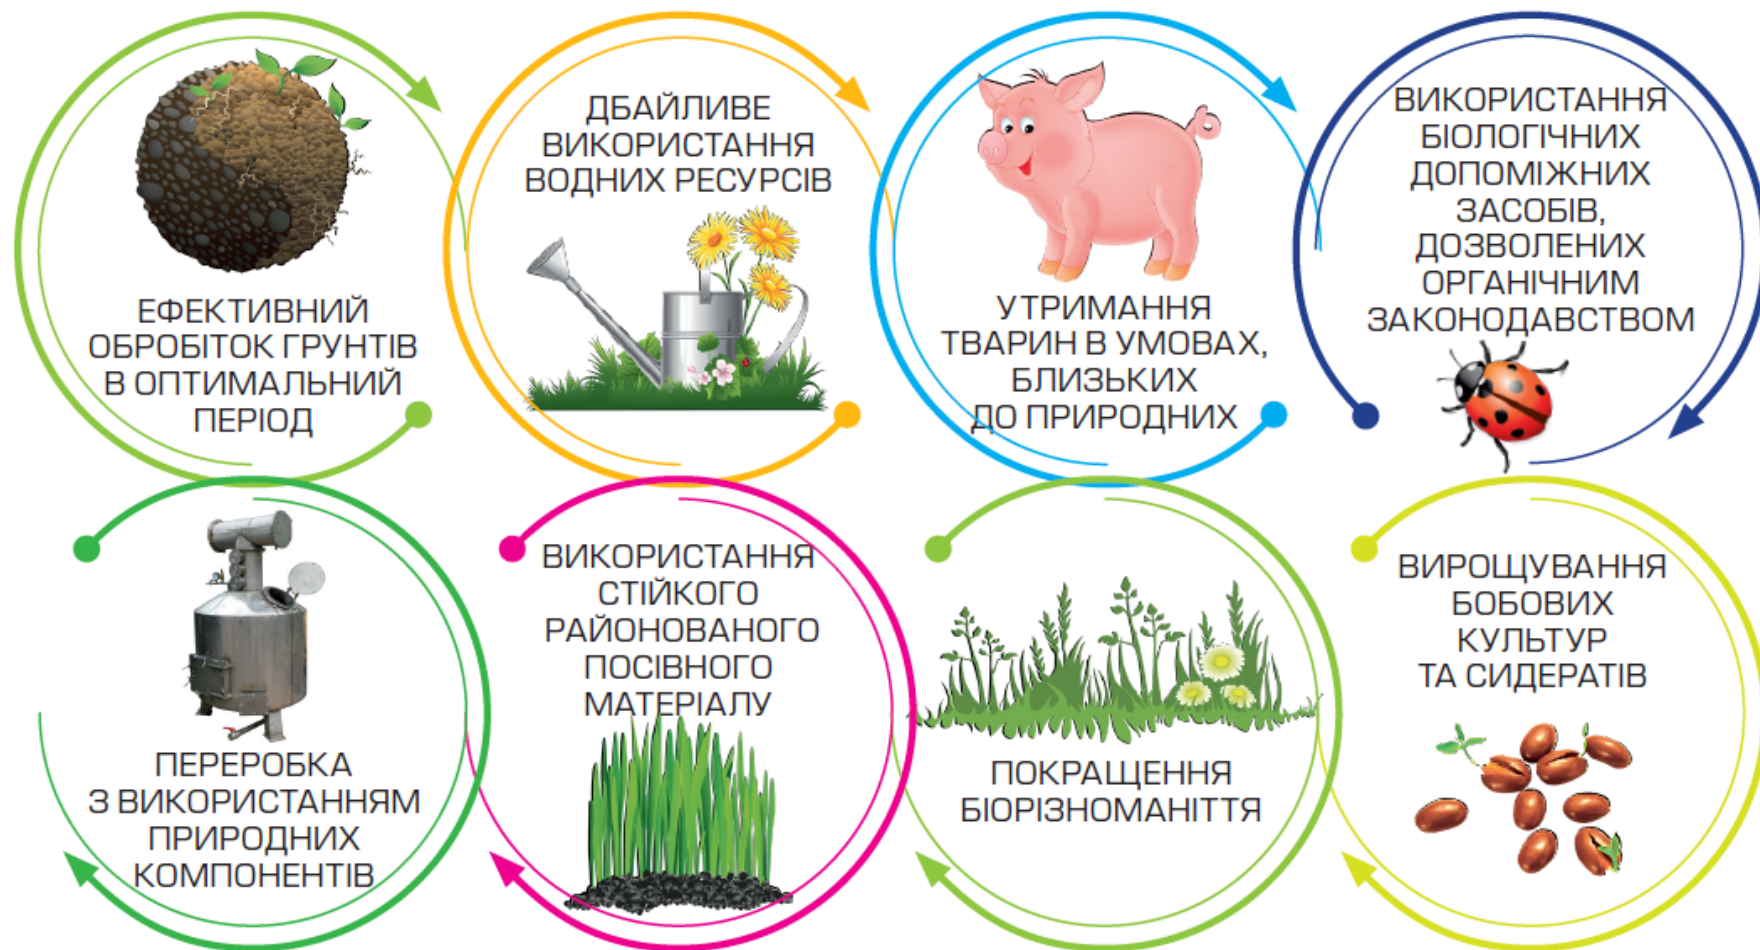 ЕФЕКТИВНИЙ
ОБРОБІТОК ГРУНТІВ
В ОПТИМАЛЬНИЙ
ПЕРІОД
ДБАЙЛИВЕ
ВИКОРИСТАННЯ
ВОДНИХ РЕСУРСІВ
УТРИМАННЯ
ТВАРИН В УМОВАХ,
БЛИЗЬКИХ
ДО ПРИРОДНИХ
ВИКОРИСТАННЯ
БІОЛОГІЧНИХ
ДОПОМІЖНИХ
ЗАСОБІВ,
ДОЗВОЛЕНИХ
ОРГАНІЧНИМ
ЗАКОНОДАВСТВОМ
ПЕРЕРОБКА
З ВИКОРИСТАННЯМ
ПРИРОДНИХ
КОМПОНЕНТІВ
ВИКОРИСТАННЯ
СТІЙКОГО
РАЙОНОВАНОГО
ПОСІВНОГО
МАТЕРІАЛУ
ПОКРАЩЕННЯ
БІОРІЗНОМАНІТТЯ
ВИРОЩУВАННЯ
БОБОВИХ
КУЛЬТУР
ТА СИДЕРАТІВ